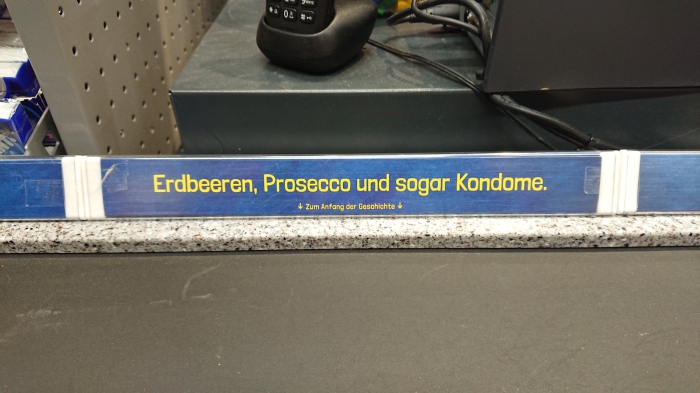 Erdbeeren, Prosecco und sogar Kondome.
↓ Zum Anfang der Geschichte ↓